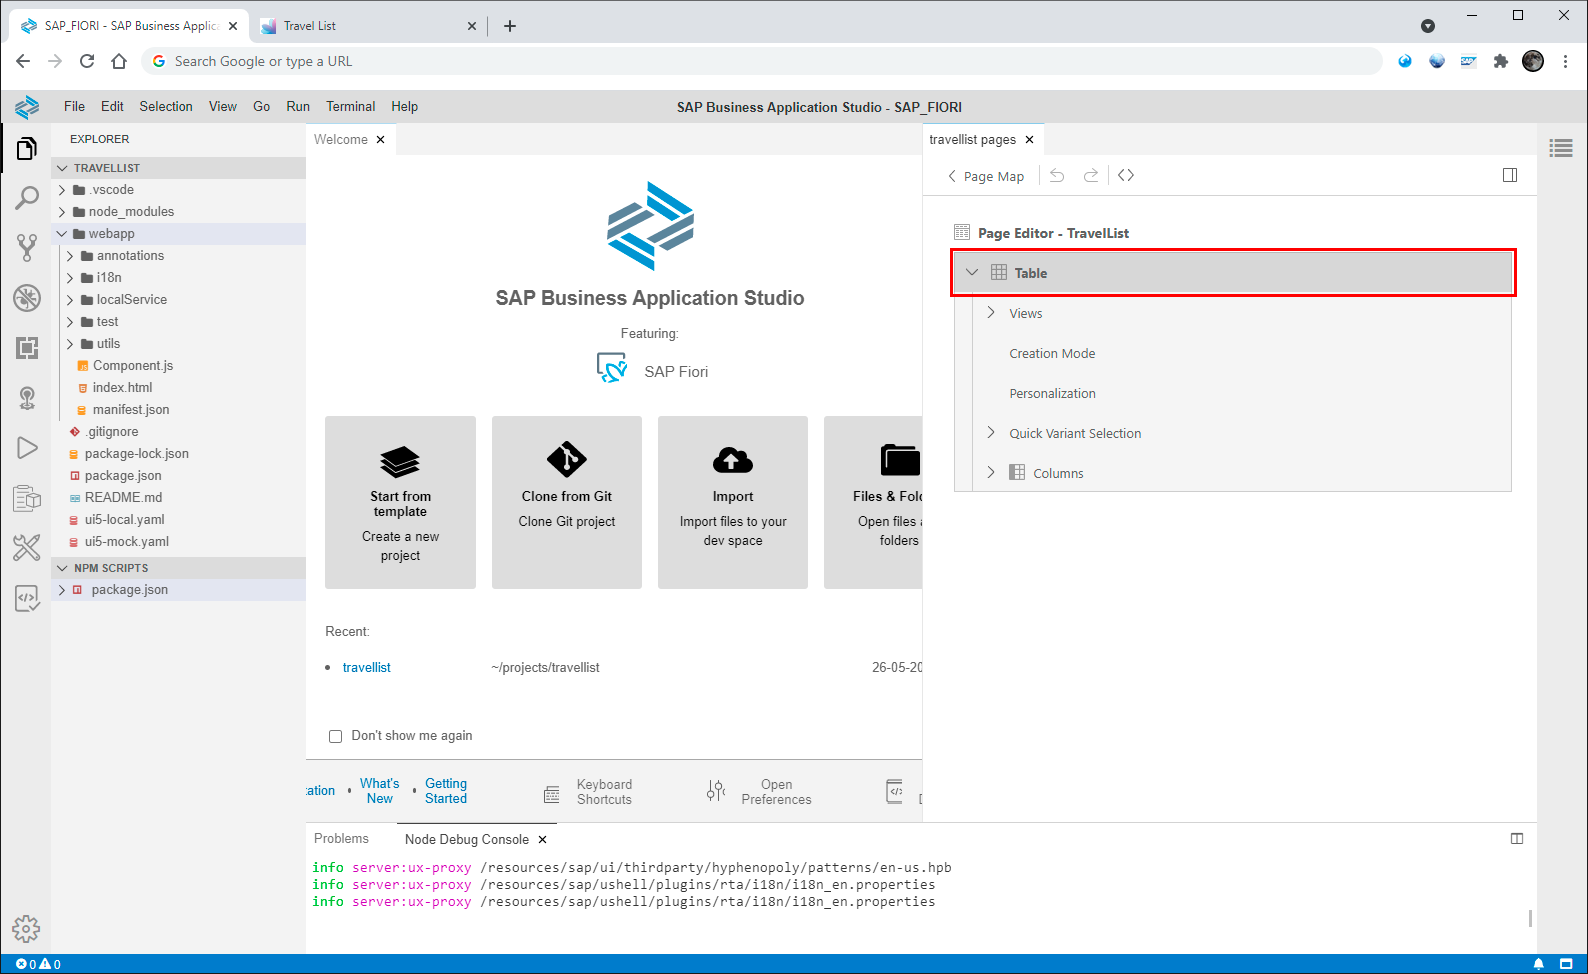 SAP_FIORI - SAP Business Applica
Travel List
Search Google or type a URL
File Edit Selection View Go Run Terminal Help
SAP Business Application Studio - SAP_FIORI
EXPLORER
TRAVELLIST
.vscode
node_modules
webapp
annotations
i18n
localService
test
utils
Component.js
index.html
manifest.json
.gitignore
package-lock.json
package.json
README.md
ui5-local.yaml
ui5-mock.yaml
NPM SCRIPTS
package.json
Welcome
SAP Business Application Studio
Featuring:
SAP Fiori
Start from
template
Create a new
project
Clone from Git
Clone Git project
Import
Import files to your
dev space
Files & Fol
Open files
folders
Recent:
travellist ~/projects/travellist 26-05-20
Don't show me again
tation • What's New • Getting Started
Keyboard
Shortcuts
Open
Preferences
travellist pages
Page Map
Page Editor - TravelList
Table
Views
Creation Mode
Personalization
Quick Variant Selection
Columns
Problems Node Debug Console
info server:ux-proxy /resources/sap/ui/thirdparty/hyphenopoly/patterns/en-us.hpb
info server:ux-proxy /resources/sap/ushell/plugins/rta/i18n/i18n_en.properties
info server:ux-proxy /resources/sap/ushell/plugins/rta/i18n/i18n_en.properties
0 0